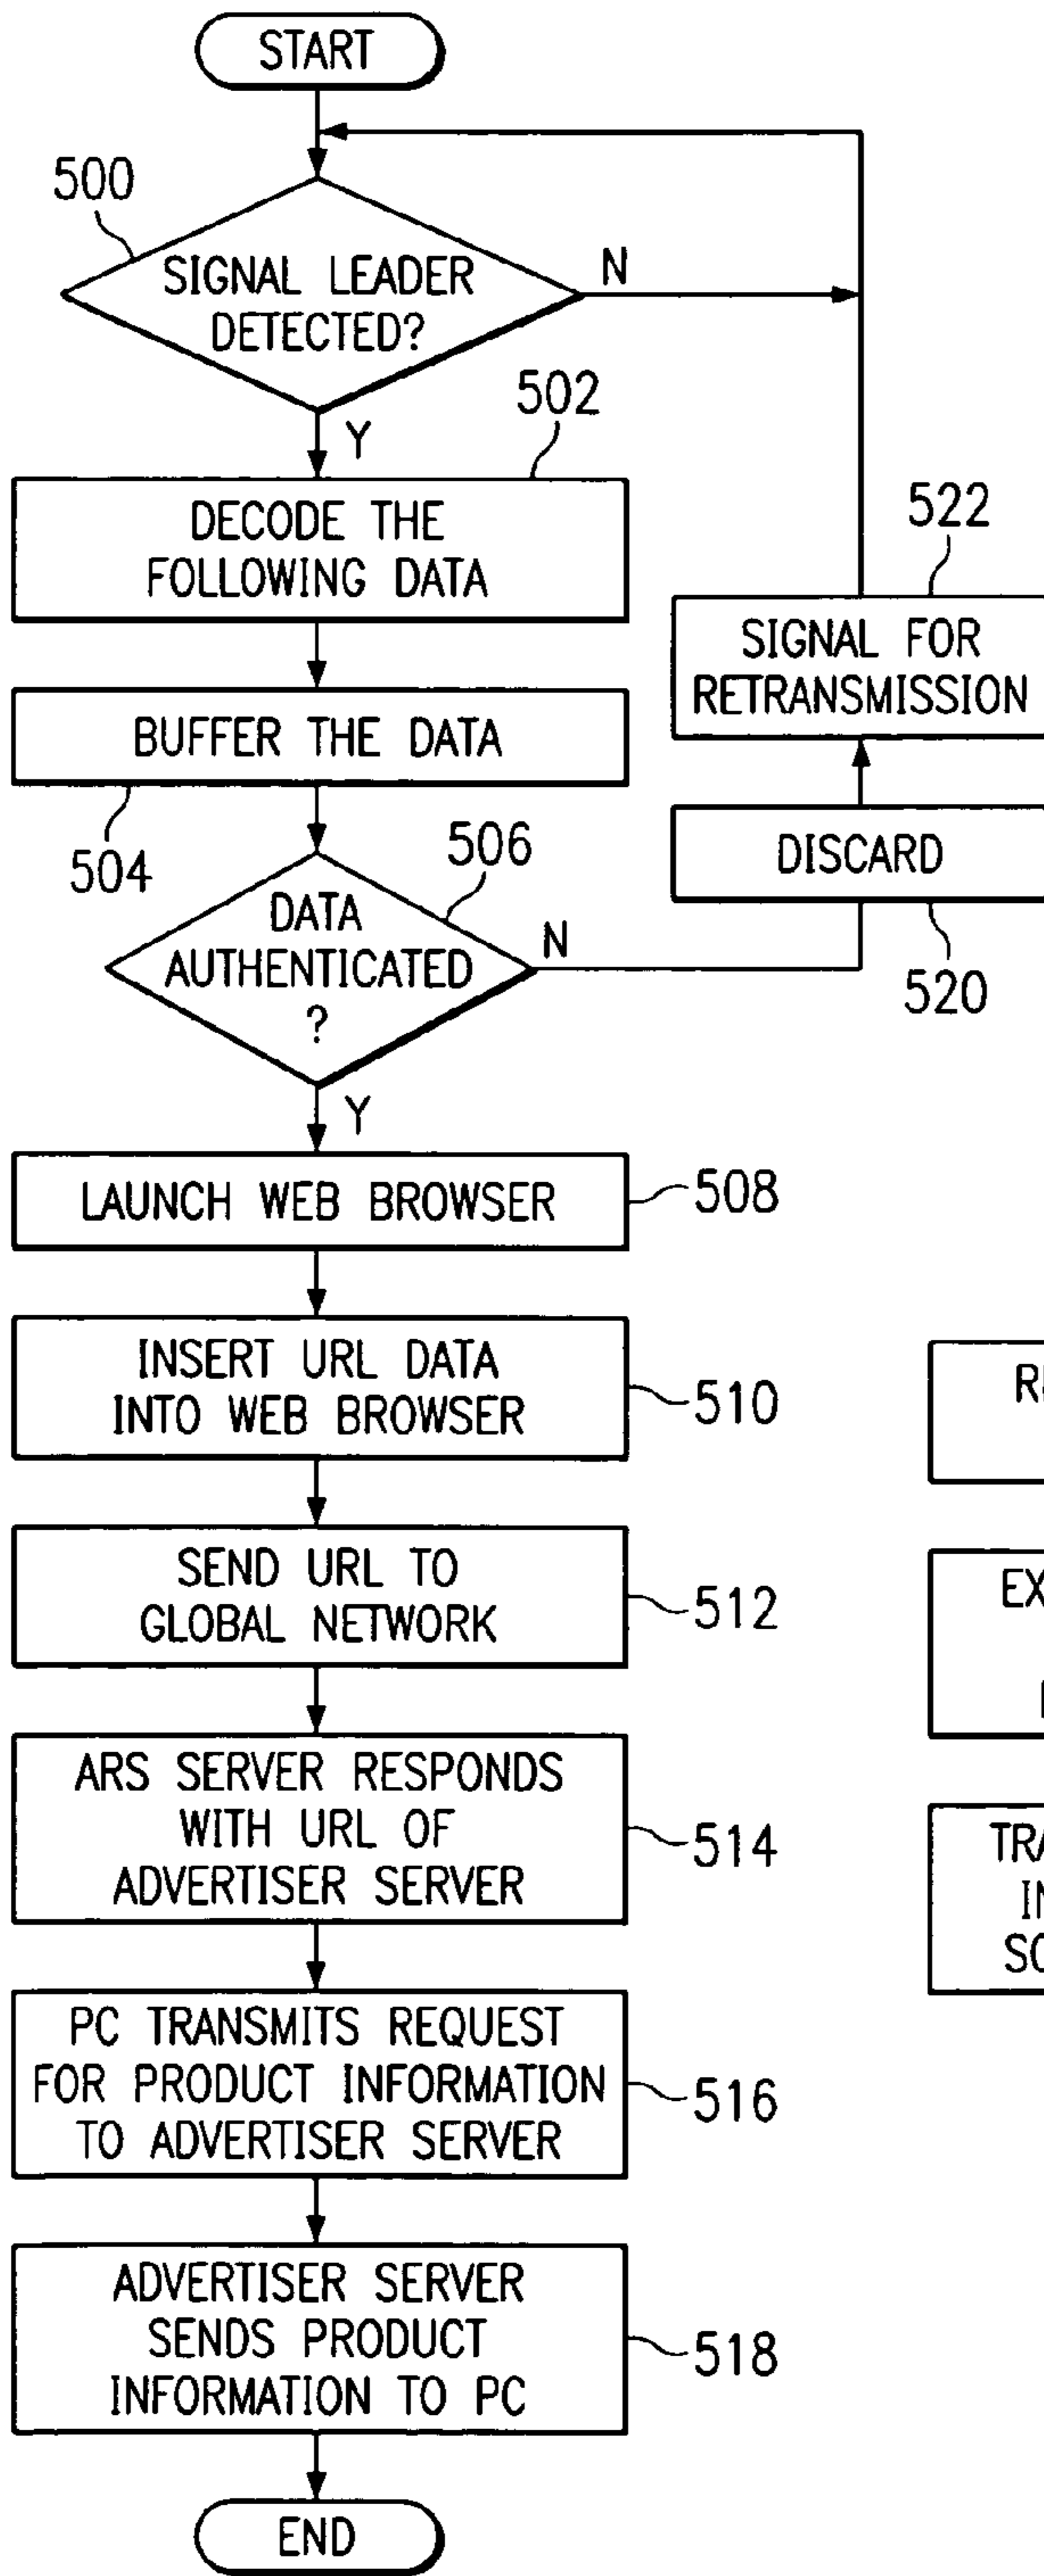 START
500
SIGNAL LEADER
DETECTED?
N
Y
502
DECODE THE
FOLLOWING DATA
522
SIGNAL FOR
RETRANSMISSION
BUFFER THE DATA
504
DISCARD
520
506
DATA
AUTHENTICATED
?
N
Y
LAUNCH WEB BROWSER
508
INSERT URL DATA
INTO WEB BROWSER
510
SEND URL TO
GLOBAL NETWORK
512
ARS SERVER RESPONDS
WITH URL OF
ADVERTISER SERVER
514
PC TRANSMITS REQUEST
FOR PRODUCT INFORMATION
TO ADVERTISER SERVER
516
ADVERTISER SERVER
SENDS PRODUCT
INFORMATION TO PC
518
END